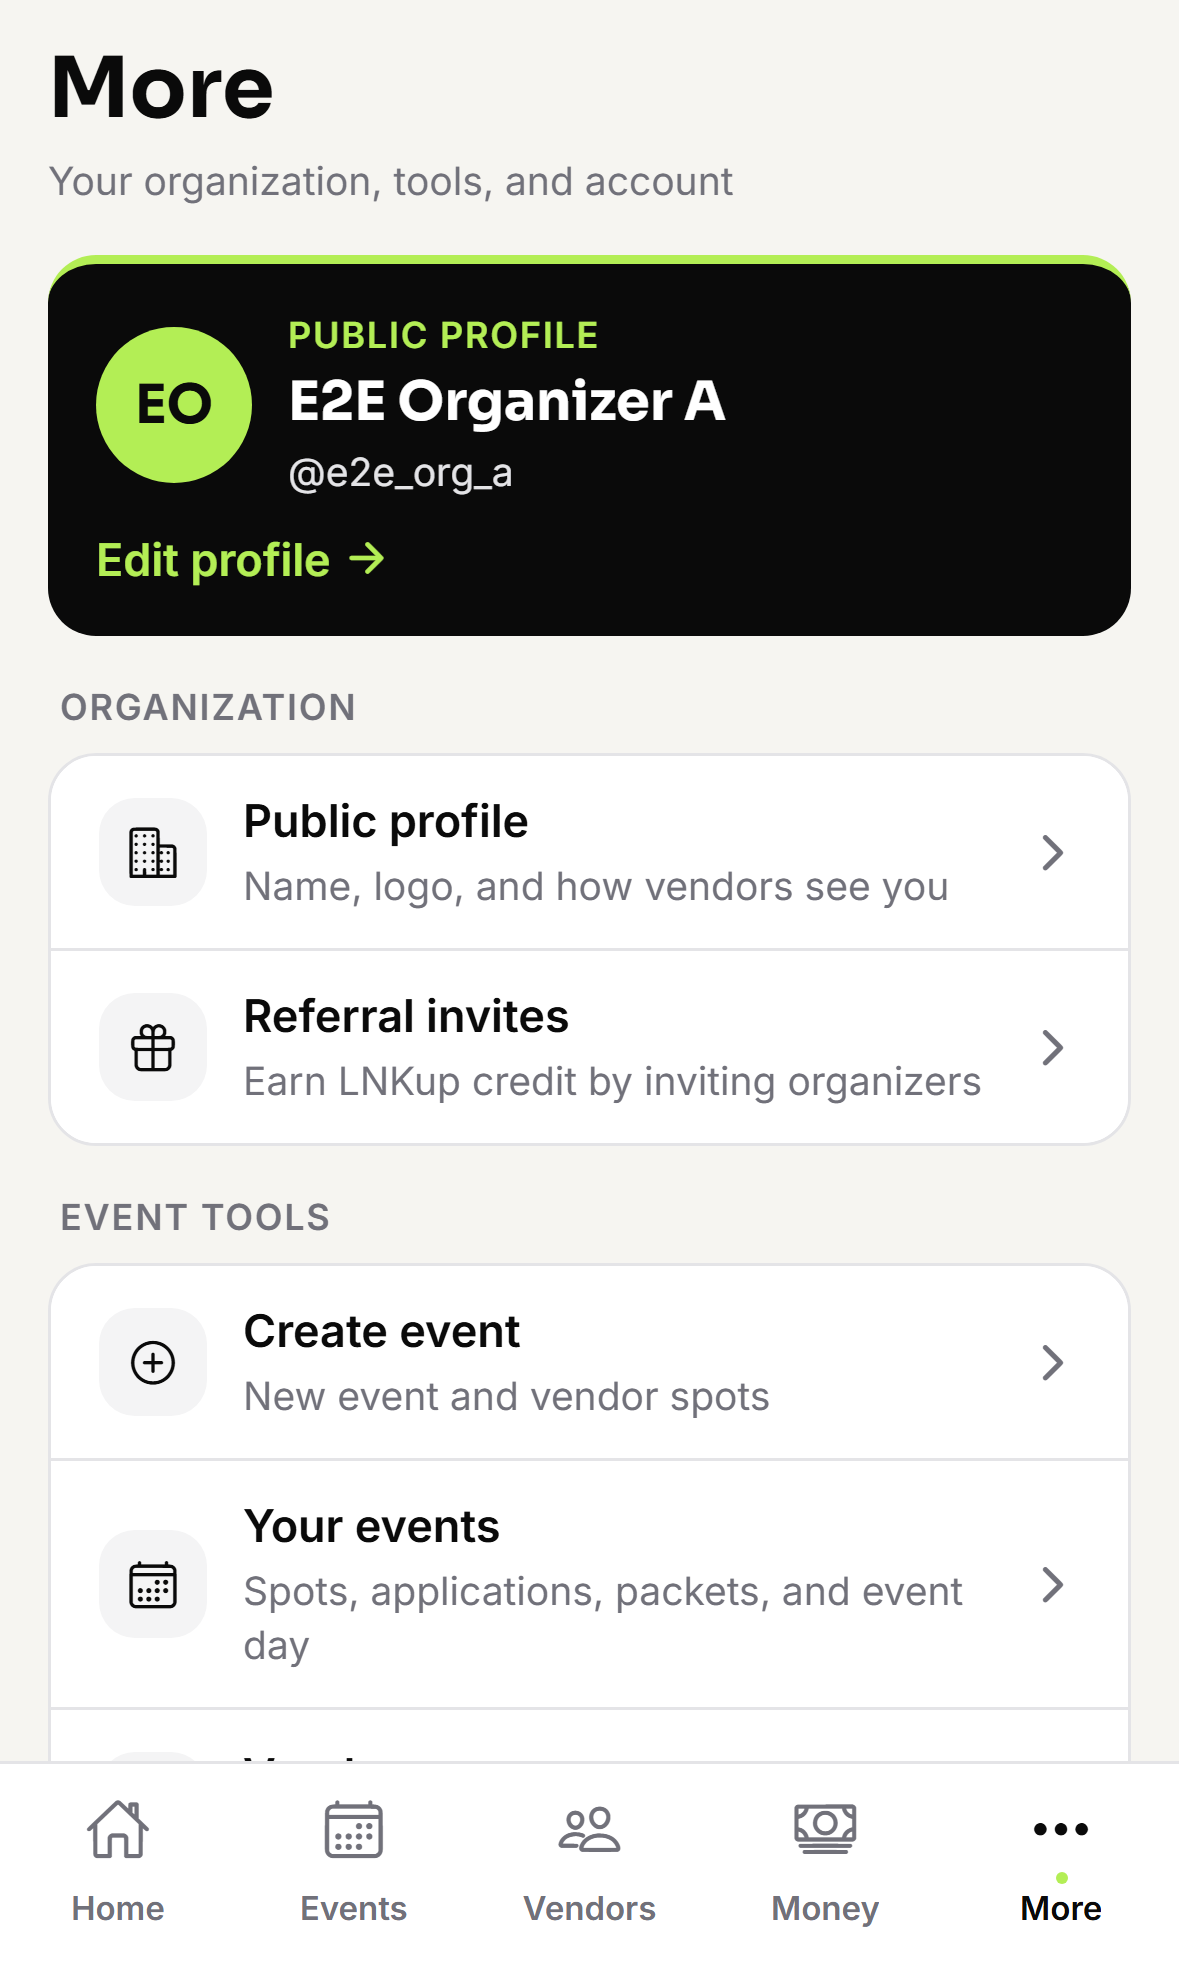 More
Your organization, tools, and account
PUBLIC PROFILE
EO
E2E Organizer A
@e2e_org_a
Edit profile →
ORGANIZATION
Public profile
Name, logo, and how vendors see you
Referral invites
Earn LNKup credit by inviting organizers
EVENT TOOLS
Create event
New event and vendor spots
Your events
Spots, applications, packets, and event
day
Home
Events
Vendors
Money
More